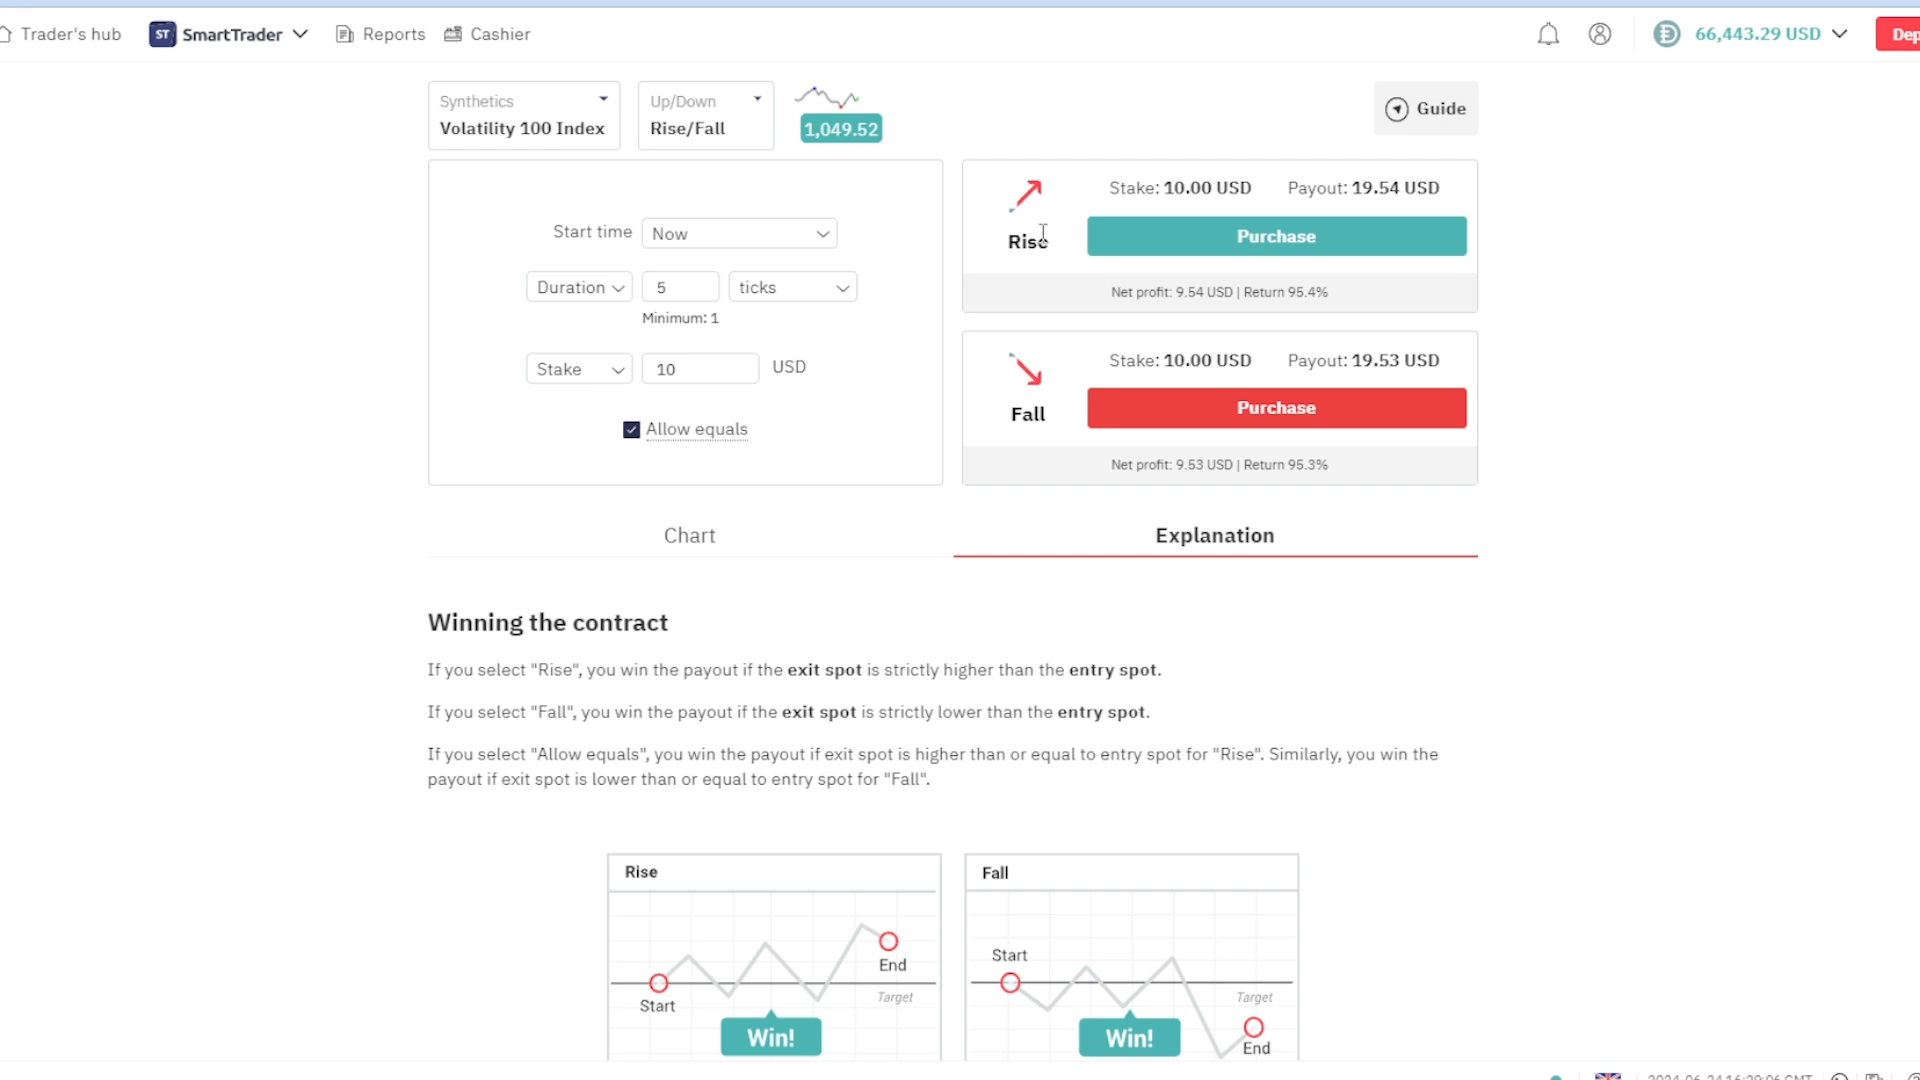 Trader's hub
ST SmartTrader
Reports
Cashier
66,443.29 USD
Dep
Synthetics
Volatility 100 Index
Up/Down
Rise/Fall
1,049.52
Guide
Start time Now
Duration 5 ticks
Minimum: 1
Stake 10 USD
Allow equals
Rise
Stake: 10.00 USD Payout: 19.54 USD
Purchase
Net profit: 9.54 USD | Return 95.4%
Fall
Stake: 10.00 USD Payout: 19.53 USD
Purchase
Net profit: 9.53 USD | Return 95.3%
Chart
Explanation
Winning the contract
If you select "Rise", you win the payout if the exit spot is strictly higher than the entry spot.
If you select "Fall", you win the payout if the exit spot is strictly lower than the entry spot.
If you select "Allow equals", you win the payout if exit spot is higher than or equal to entry spot for "Rise". Similarly, you win the
payout if exit spot is lower than or equal to entry spot for "Fall".
Rise
End
Target
Start
Win!
Fall
Start
Target
End
Win!